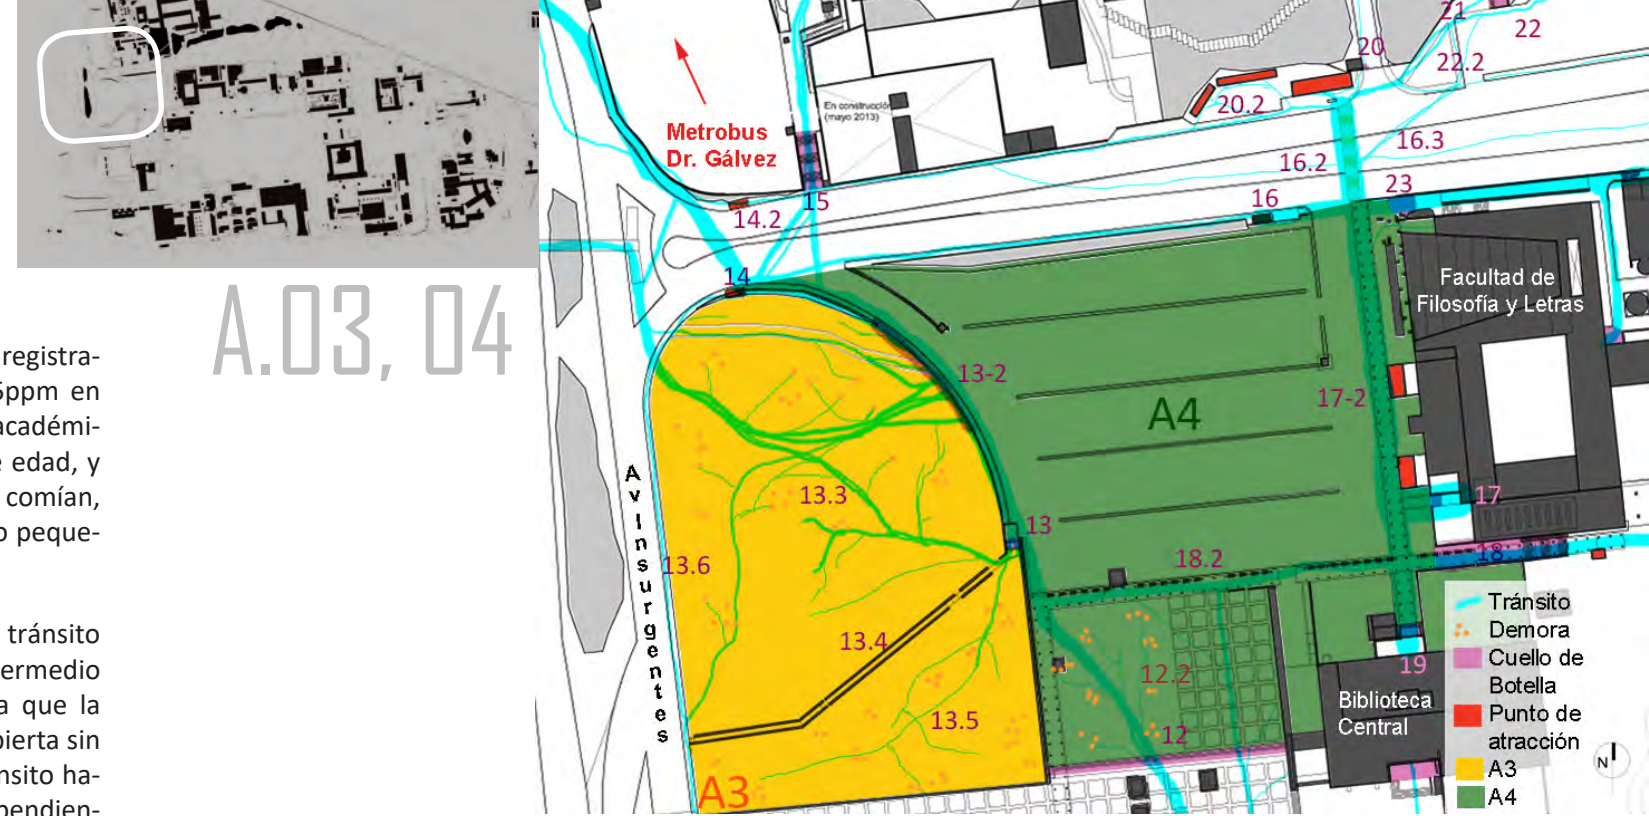 A.03, 04
registra-
5ppm en
académi-
e edad, y
comían,
o peque-
tránsito
ermedio
a que la
bierta sin
nsito ha-
pendien-
21
22
20
22.2
20.2
En construcción
(mayo 2013)
Metrobus
Dr. Gálvez
16.3
16.2
23
16
15
14.2
14
Facultad de
Filosofía y Letras
13-2
17-2
A4
Av Insurgentes
13.3
17
13
18
18.2
13.6
13.4
12.2
19
13.5
12
Biblioteca
Central
A3
Tránsito
Demora
Cuello de
Botella
Punto de
atracción
A3
A4
N